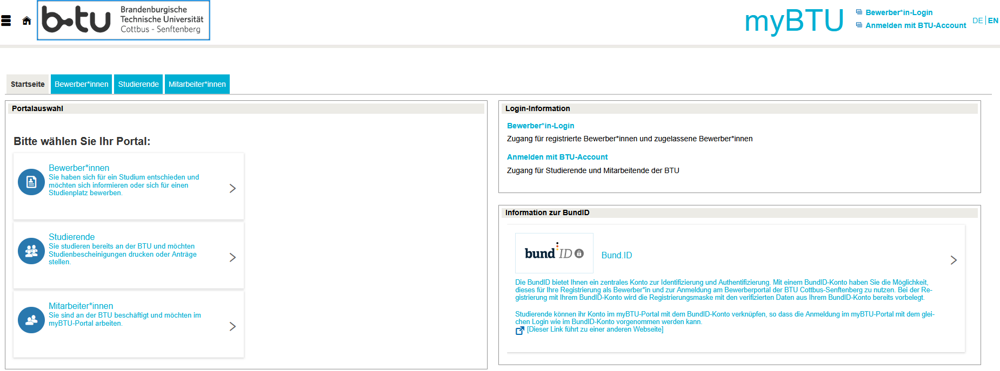 b-tu
Brandenburgische
Technische Universität
Cottbus - Senftenberg
myBTU
Bewerber*in-Login
Anmelden mit BTU-Account
DE | EN
Startseite
Bewerber*innen
Studierende
Mitarbeiter*innen
Portalauswahl
Bitte wählen Sie Ihr Portal:
Bewerber*innen
Sie haben sich für ein Studium entschieden und
möchten sich informieren oder sich für einen
Studienplatz bewerben.
Studierende
Sie studieren bereits an der BTU und möchten
Studienbescheinigungen drucken oder Anträge
stellen.
Mitarbeiter*innen
Sie sind an der BTU beschäftigt und möchten im
myBTU-Portal arbeiten.
Login-Information
Bewerber*in-Login
Zugang für registrierte Bewerber*innen und zugelassene Bewerber*innen
Anmelden mit BTU-Account
Zugang für Studierende und Mitarbeitende der BTU
Information zur BundID
bund ID
Bund.ID
Die BundID bietet Ihnen ein zentrales Konto zur Identifizierung und Authentifizierung. Mit einem BundID-Konto haben Sie die Möglichkeit,
dieses für Ihre Registrierung als Bewerber*in und zur Anmeldung am Bewerberportal der BTU Cottbus-Senftenberg zu nutzen. Bei der Re-
gistrierung mit Ihrem BundID-Konto wird die Registrierungsmaske mit den verifizierten Daten aus Ihrem BundID-Konto bereits vorbelegt.
Studierende können ihr Konto im myBTU-Portal mit dem BundID-Konto verknüpfen, so dass die Anmeldung im myBTU-Portal mit dem glei-
chen Login wie im BundID-Konto vorgenommen werden kann.
[Dieser Link führt zu einer anderen Webseite]